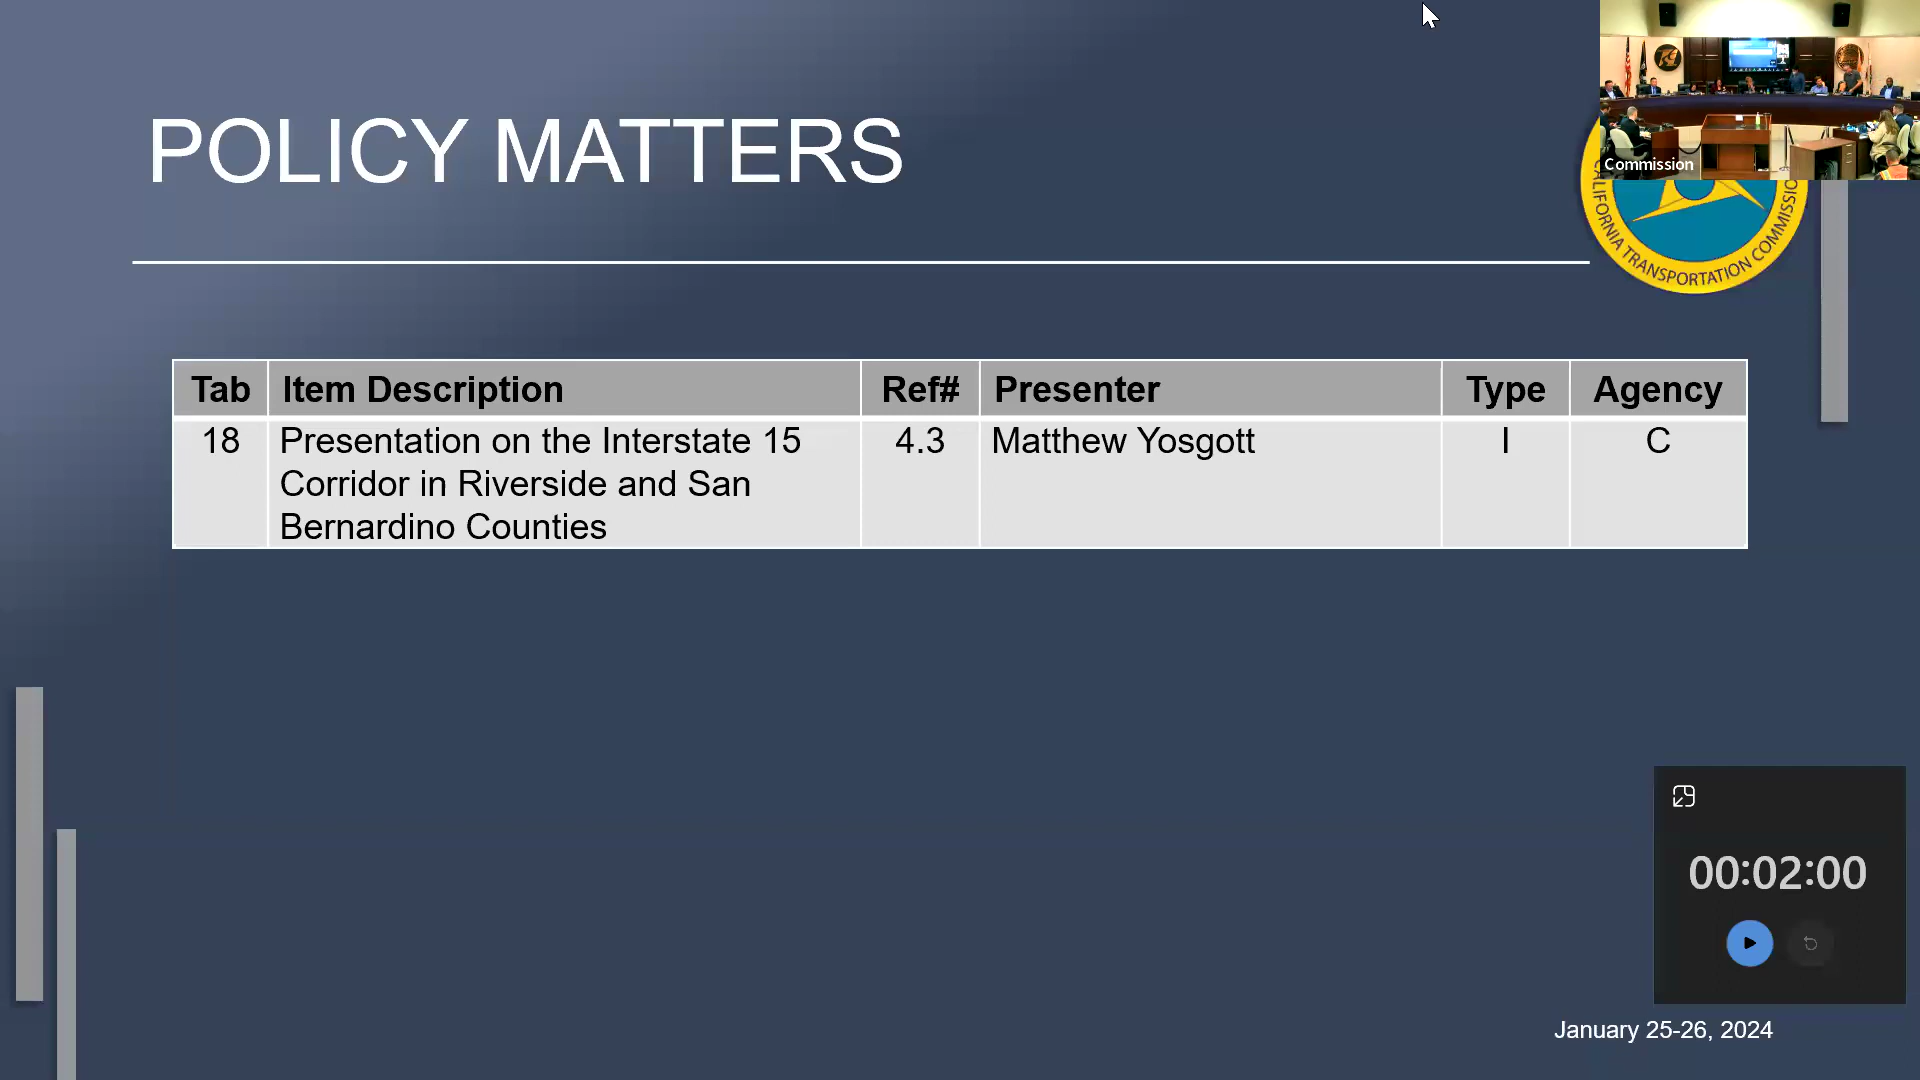 Commission
POLICY MATTERS
CALIFORNIA TRANSPORTATION COMMISSION
Tab Item Description Ref# Presenter Type Agency
18 Presentation on the Interstate 15 4.3 Matthew Yosgott I C
Corridor in Riverside and San
Bernardino Counties
00:02:00
January 25-26, 2024